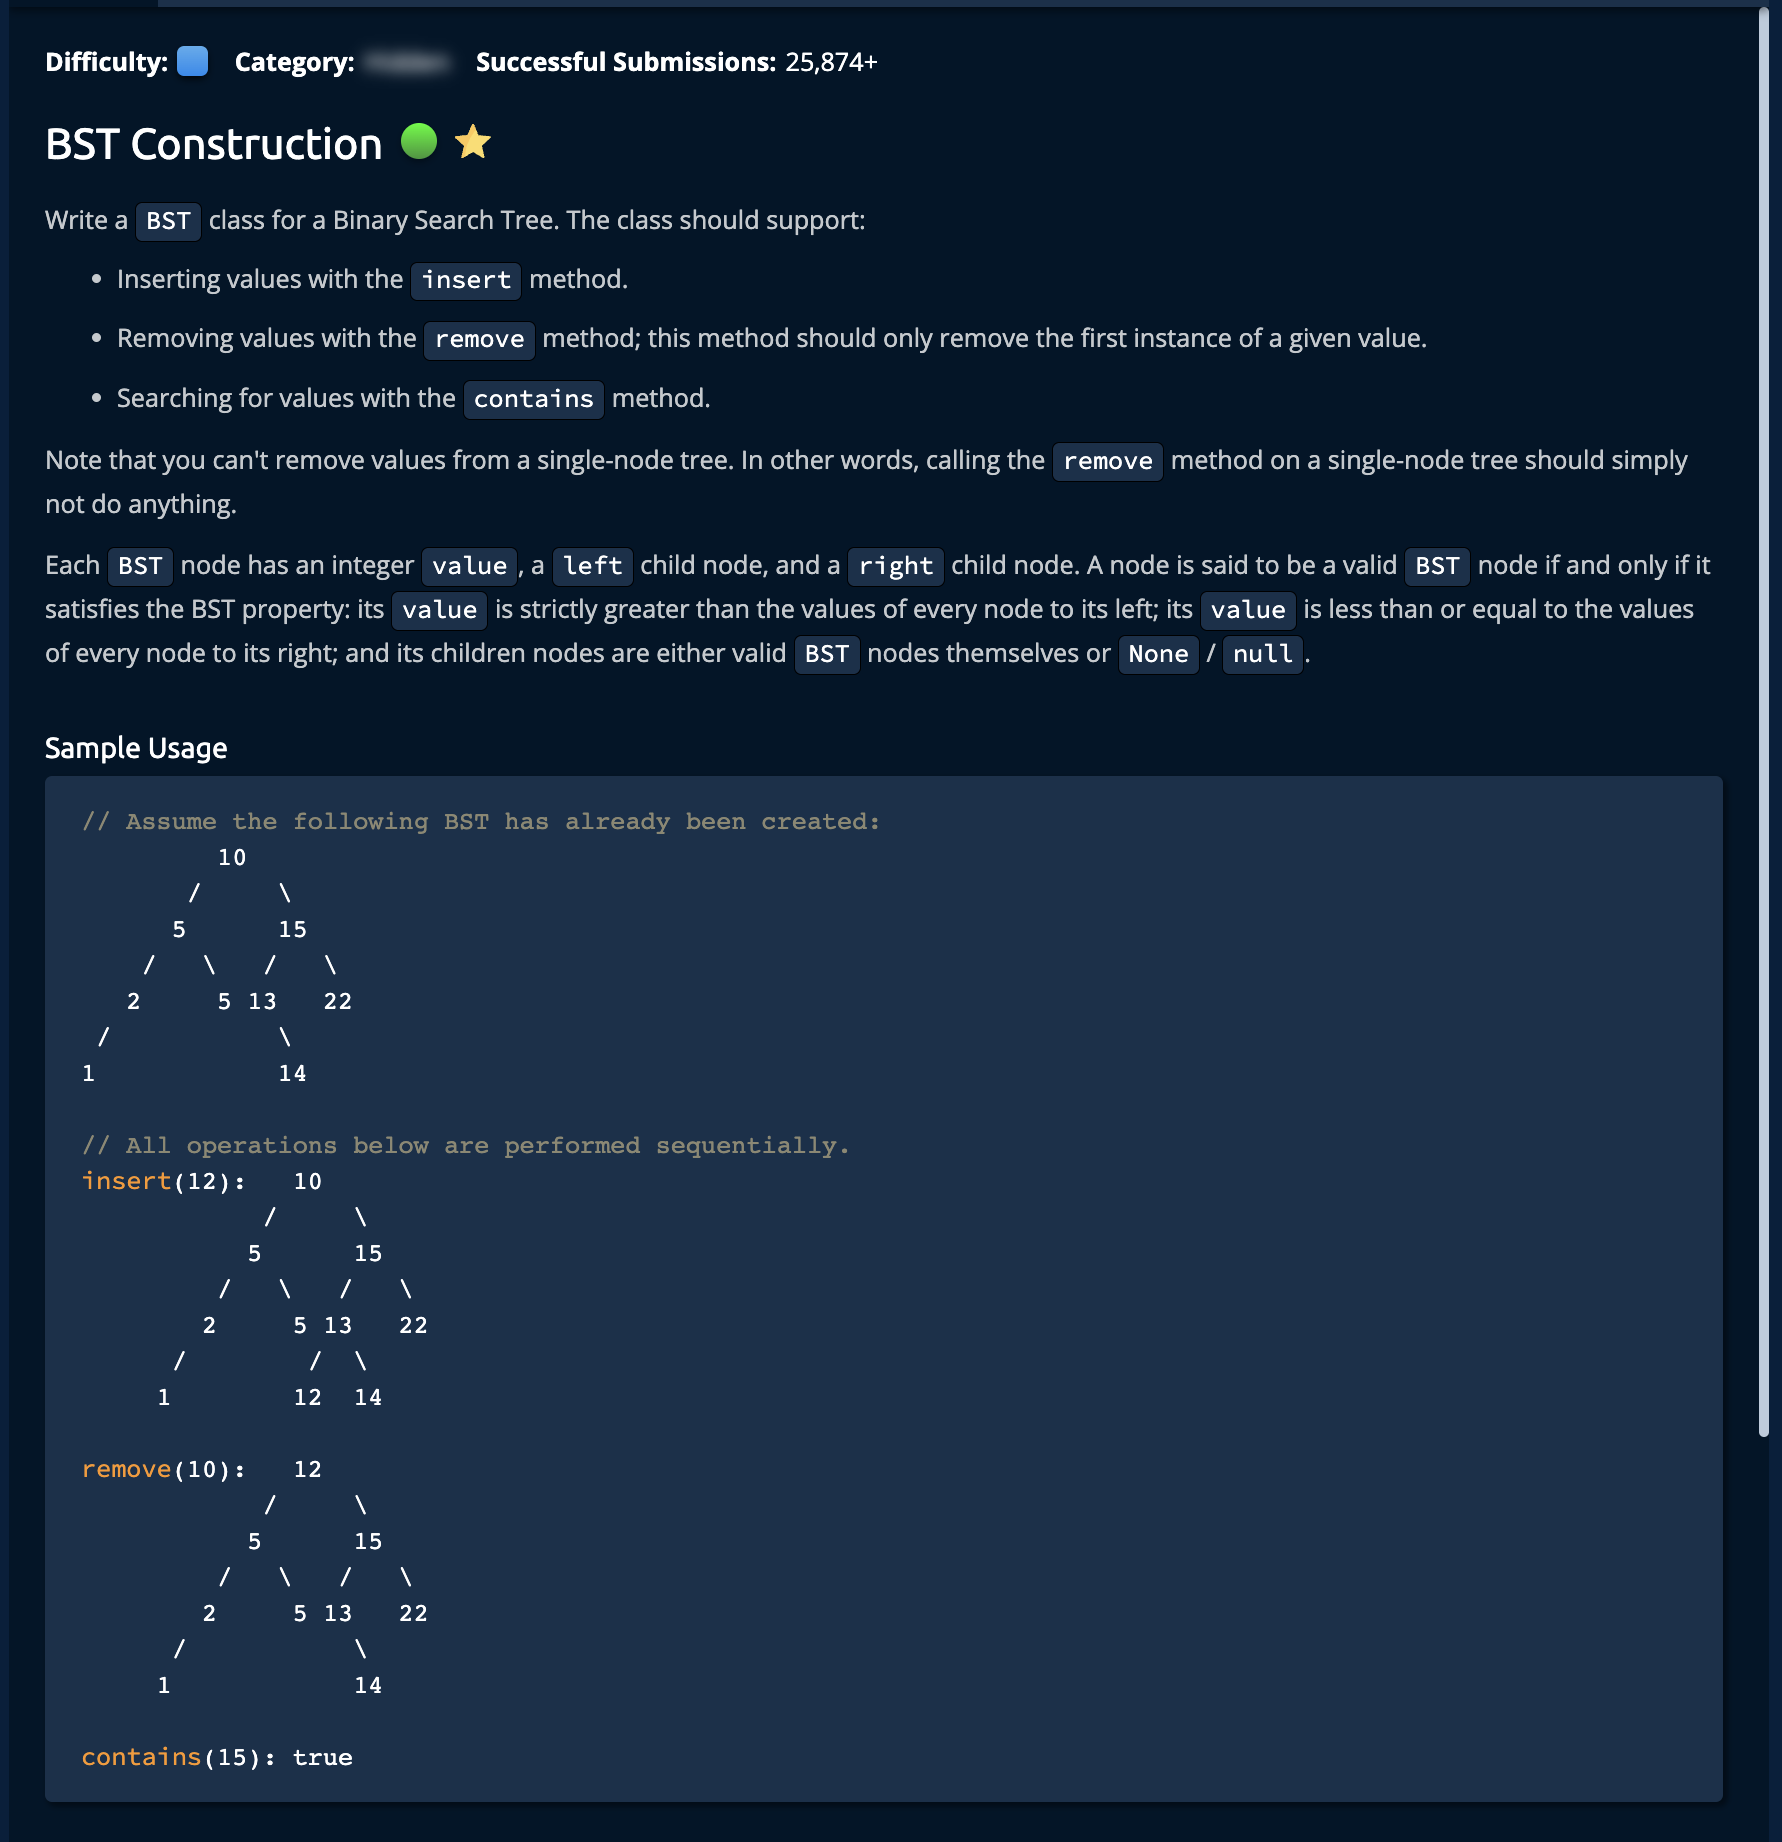 Difficulty: Category: Successful Submissions: 25,874+
BST Construction
Write a BST class for a Binary Search Tree. The class should support:
• Inserting values with the insert method.
• Removing values with the remove method; this method should only remove the first instance of a given value.
• Searching for values with the contains method.
Note that you can't remove values from a single-node tree. In other words, calling the remove method on a single-node tree should simply
not do anything.
Each BST node has an integer value, a left child node, and a right child node. A node is said to be a valid BST node if and only if it
satisfies the BST property: its value is strictly greater than the values of every node to its left; its value is less than or equal to the values
of every node to its right; and its children nodes are either valid BST nodes themselves or None / null.
Sample Usage
// Assume the following BST has already been created:
         10
       /     \
      5      15
    /   \   /   \
   2     5 13   22
 /           \
1            14
// All operations below are performed sequentially.
insert(12):   10
            /     \
           5      15
         /   \   /   \
        2     5 13   22
      /        /  \
     1        12  14
remove(10):   12
            /     \
           5      15
         /   \   /   \
        2     5 13   22
      /           \
     1            14
contains(15): true